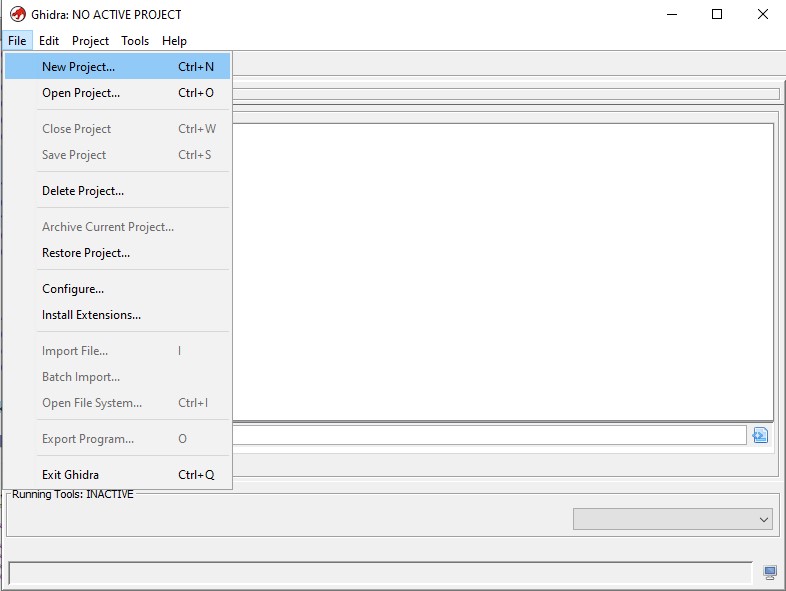 Ghidra: NO ACTIVE PROJECT
File Edit Project Tools Help
New Project... Ctrl+N
Open Project... Ctrl+O
Close Project Ctrl+W
Save Project Ctrl+S
Delete Project...
Archive Current Project...
Restore Project...
Configure...
Install Extensions...
Import File... I
Batch Import...
Open File System... Ctrl+I
Export Program... O
Exit Ghidra Ctrl+Q
Running Tools: INACTIVE